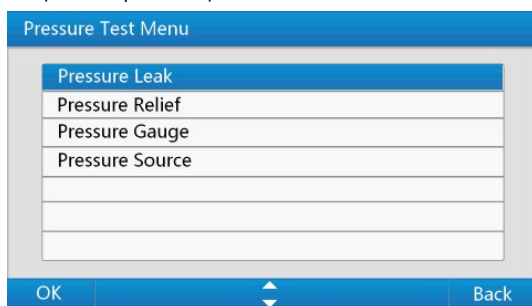 Pressure Test Menu
Pressure Leak
Pressure Relief
Pressure Gauge
Pressure Source
OK
Back